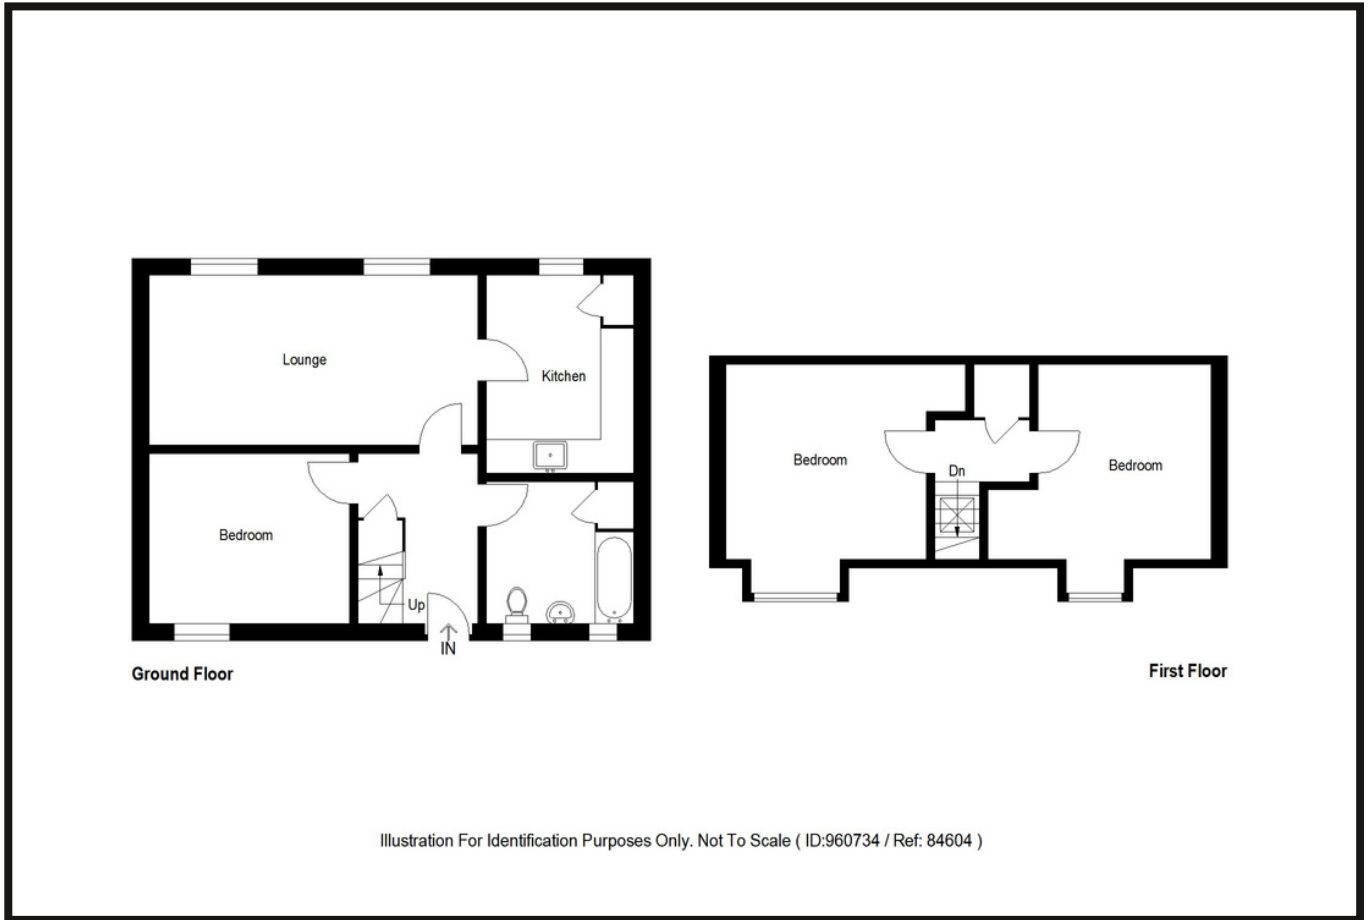 Lounge
Kitchen
Bedroom
Up
IN
Ground Floor
Bedroom
Dn
Bedroom
First Floor
Illustration For Identification Purposes Only. Not To Scale ( ID:960734 / Ref: 84604 )